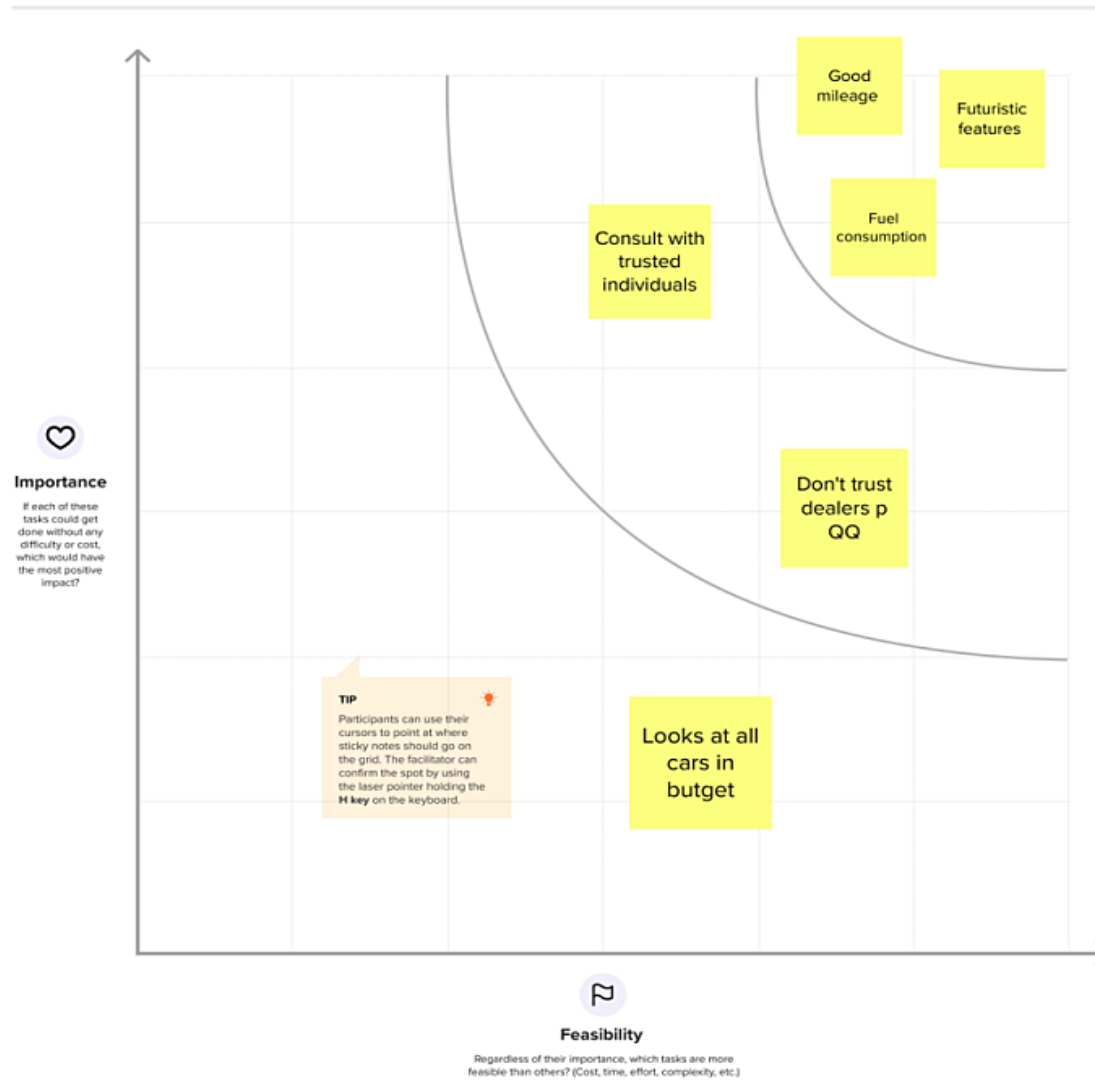 Good
mileage
Futuristic
features
Fuel
consumption
Consult with
trusted
individuals
Importance
If each of these
tasks could get
done without any
difficulty or cost,
which would have
the most positive
impact?
Don't trust
dealers p
QQ
TIP
Participants can use their
cursors to point at where
sticky notes should go on
the grid. The facilitator can
confirm the spot by using
the laser pointer holding the
H key on the keyboard.
Looks at all
cars in
butget
Feasibility
Regardless of their importance, which tasks are more
feasible than others? (Cost, time, effort, complexity, etc.)